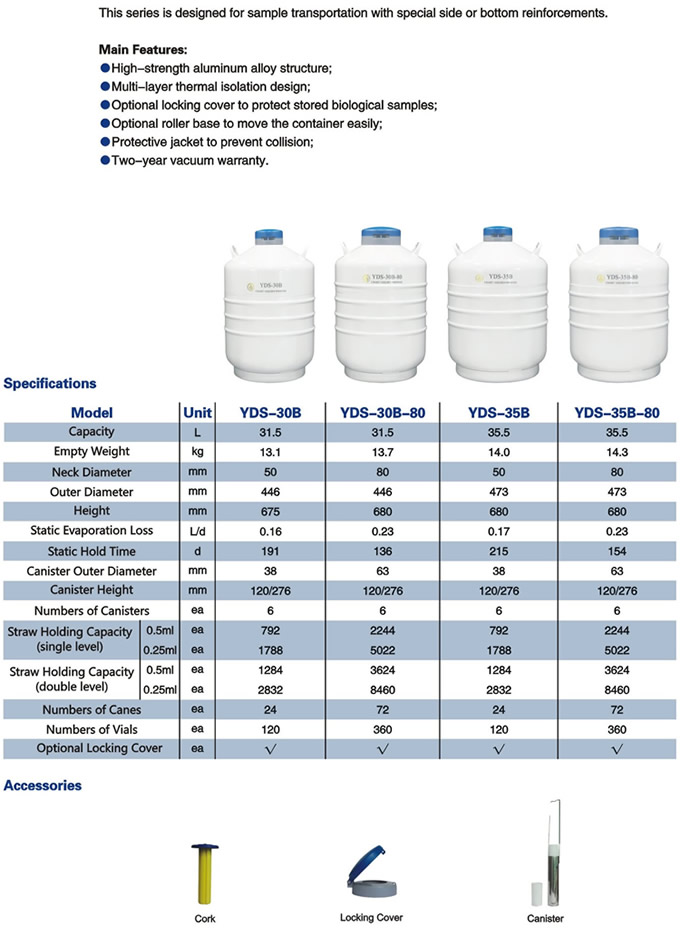 This series is designed for sample transportation with special side or bottom reinforcements.
Main Features:
●High-strength aluminum alloy structure;
●Multi-layer thermal isolation design;
●Optional locking cover to protect stored biological samples;
●Optional roller base to move the container easily;
●Protective jacket to prevent collision;
●Two-year vacuum warranty.
YDS-30B YDS-30B-80 YDS-35B YDS-35B-80
Specifications
Model Unit YDS-30B YDS-30B-80 YDS-35B YDS-35B-80
Capacity L 31.5 31.5 35.5 35.5
Empty Weight kg 13.1 13.7 14.0 14.3
Neck Diameter mm 50 80 50 80
Outer Diameter mm 446 446 473 473
Height mm 675 680 680 680
Static Evaporation Loss L/d 0.16 0.23 0.17 0.23
Static Hold Time d 191 136 215 154
Canister Outer Diameter mm 38 63 38 63
Canister Height mm 120/276 120/276 120/276 120/276
Numbers of Canisters ea 6 6 6 6
Straw Holding Capacity (single level) 0.5ml ea 792 2244 792 2244
0.25ml ea 1788 5022 1788 5022
Straw Holding Capacity (double level) 0.5ml ea 1284 3624 1284 3624
0.25ml ea 2832 8460 2832 8460
Numbers of Canes ea 24 72 24 72
Numbers of Vials ea 120 360 120 360
Optional Locking Cover ea √ √ √ √
Accessories
Cork Locking Cover Canister